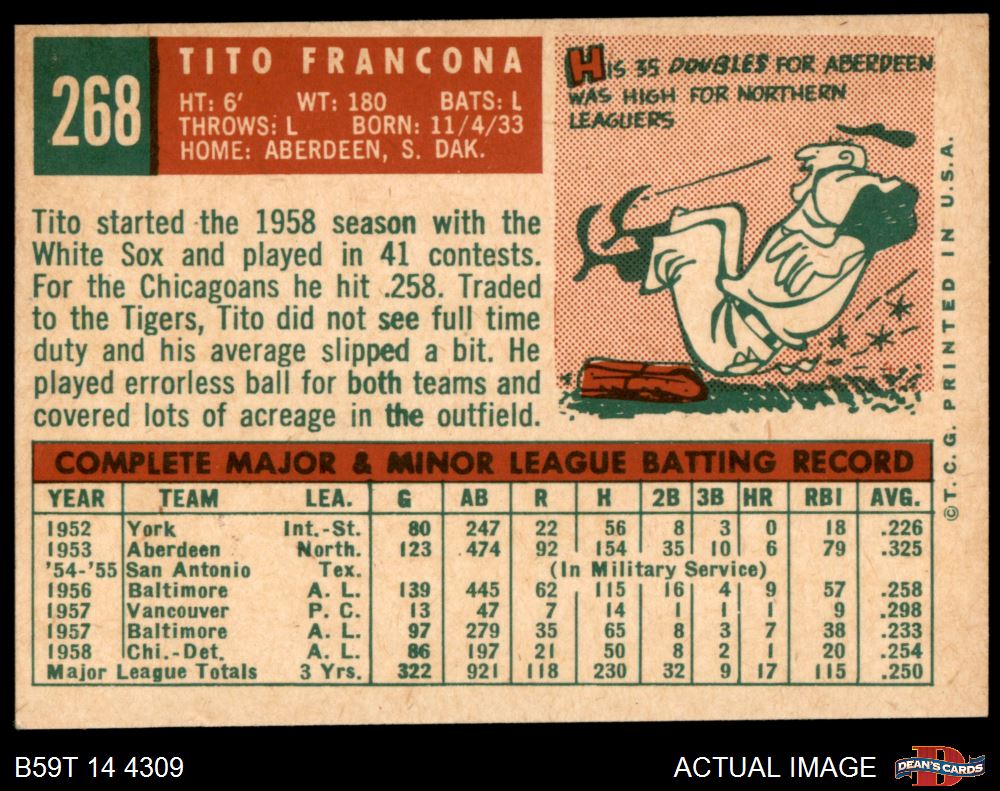 268
TITO FRANCONA
HT: 6' WT: 180 BATS: L
THROWS: L BORN: 11/4/33
HOME: ABERDEEN, S. DAK.
HIS 35 DOUBLES FOR ABERDEEN
WAS HIGH FOR NORTHERN
LEAGUERS
Tito started the 1958 season with the
White Sox and played in 41 contests.
For the Chicagoans he hit .258. Traded
to the Tigers, Tito did not see full time
duty and his average slipped a bit. He
played errorless ball for both teams and
covered lots of acreage in the outfield.
©T.C.G. PRINTED IN U.S.A.
COMPLETE MAJOR & MINOR LEAGUE BATTING RECORD
YEAR TEAM LEA. G AB R H 2B 3B HR RBI AVG.
1952 York Int.-St. 80 247 22 56 8 3 0 18 .226
1953 Aberdeen North. 123 474 92 154 35 10 6 79 .325
'54-'55 San Antonio Tex. (In Military Service)
1956 Baltimore A. L. 139 445 62 115 16 4 9 57 .258
1957 Vancouver P. C. 13 47 7 14 1 1 1 9 .298
1957 Baltimore A. L. 97 279 35 65 8 3 7 38 .233
1958 Chi.-Det. A. L. 86 197 21 50 8 2 1 20 .254
Major League Totals 3 Yrs. 322 921 118 230 32 9 17 115 .250
B59T 14 4309
ACTUAL IMAGE
D
DEAN'S CARDS